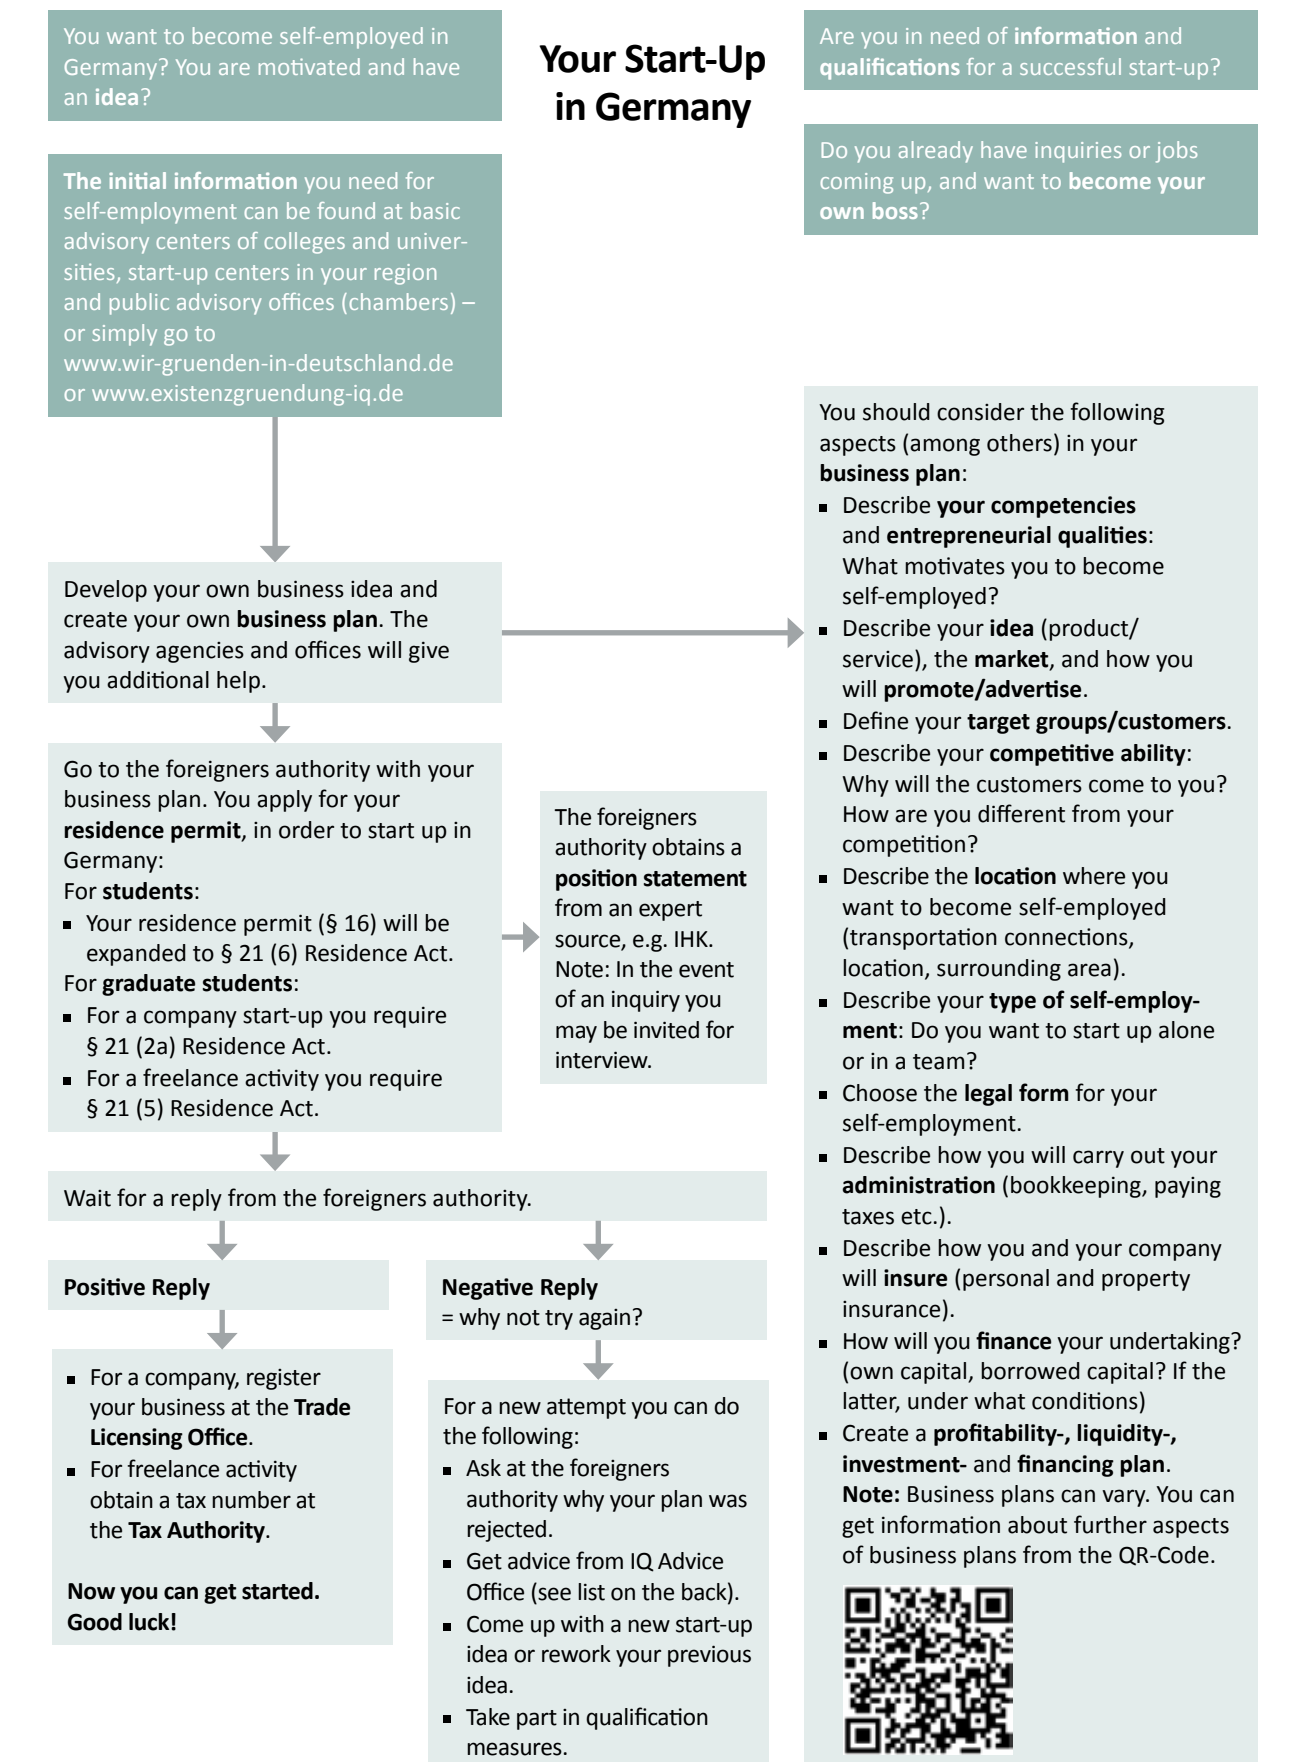 You want to become self-employed in
Germany? You are motivated and have
an idea?
Your Start-Up
in Germany
Are you in need of information and
qualifications for a successful start-up?
Do you already have inquiries or jobs
coming up, and want to become your
own boss?
The initial information you need for
self-employment can be found at basic
advisory centers of colleges and univer-
sities, start-up centers in your region
and public advisory offices (chambers) –
or simply go to
www.wir-gruenden-in-deutschland.de
or www.existenzgruendung-iq.de
Develop your own business idea and
create your own business plan. The
advisory agencies and offices will give
you additional help.
Go to the foreigners authority with your
business plan. You apply for your
residence permit, in order to start up in
Germany:
For students:
▪ Your residence permit (§ 16) will be
expanded to § 21 (6) Residence Act.
For graduate students:
▪ For a company start-up you require
§ 21 (2a) Residence Act.
▪ For a freelance activity you require
§ 21 (5) Residence Act.
The foreigners
authority obtains a
position statement
from an expert
source, e.g. IHK.
Note: In the event
of an inquiry you
may be invited for
interview.
Wait for a reply from the foreigners authority.
Positive Reply
▪ For a company, register
your business at the Trade
Licensing Office.
▪ For freelance activity
obtain a tax number at
the Tax Authority.
Now you can get started.
Good luck!
Negative Reply
= why not try again?
For a new attempt you can do
the following:
▪ Ask at the foreigners
authority why your plan was
rejected.
▪ Get advice from IQ Advice
Office (see list on the back).
▪ Come up with a new start-up
idea or rework your previous
idea.
▪ Take part in qualification
measures.
You should consider the following
aspects (among others) in your
business plan:
▪ Describe your competencies
and entrepreneurial qualities:
What motivates you to become
self-employed?
▪ Describe your idea (product/
service), the market, and how you
will promote/advertise.
▪ Define your target groups/customers.
▪ Describe your competitive ability:
Why will the customers come to you?
How are you different from your
competition?
▪ Describe the location where you
want to become self-employed
(transportation connections,
location, surrounding area).
▪ Describe your type of self-employ-
ment: Do you want to start up alone
or in a team?
▪ Choose the legal form for your
self-employment.
▪ Describe how you will carry out your
administration (bookkeeping, paying
taxes etc.).
▪ Describe how you and your company
will insure (personal and property
insurance).
▪ How will you finance your undertaking?
(own capital, borrowed capital? If the
latter, under what conditions)
▪ Create a profitability-, liquidity-,
investment- and financing plan.
Note: Business plans can vary. You can
get information about further aspects
of business plans from the QR-Code.